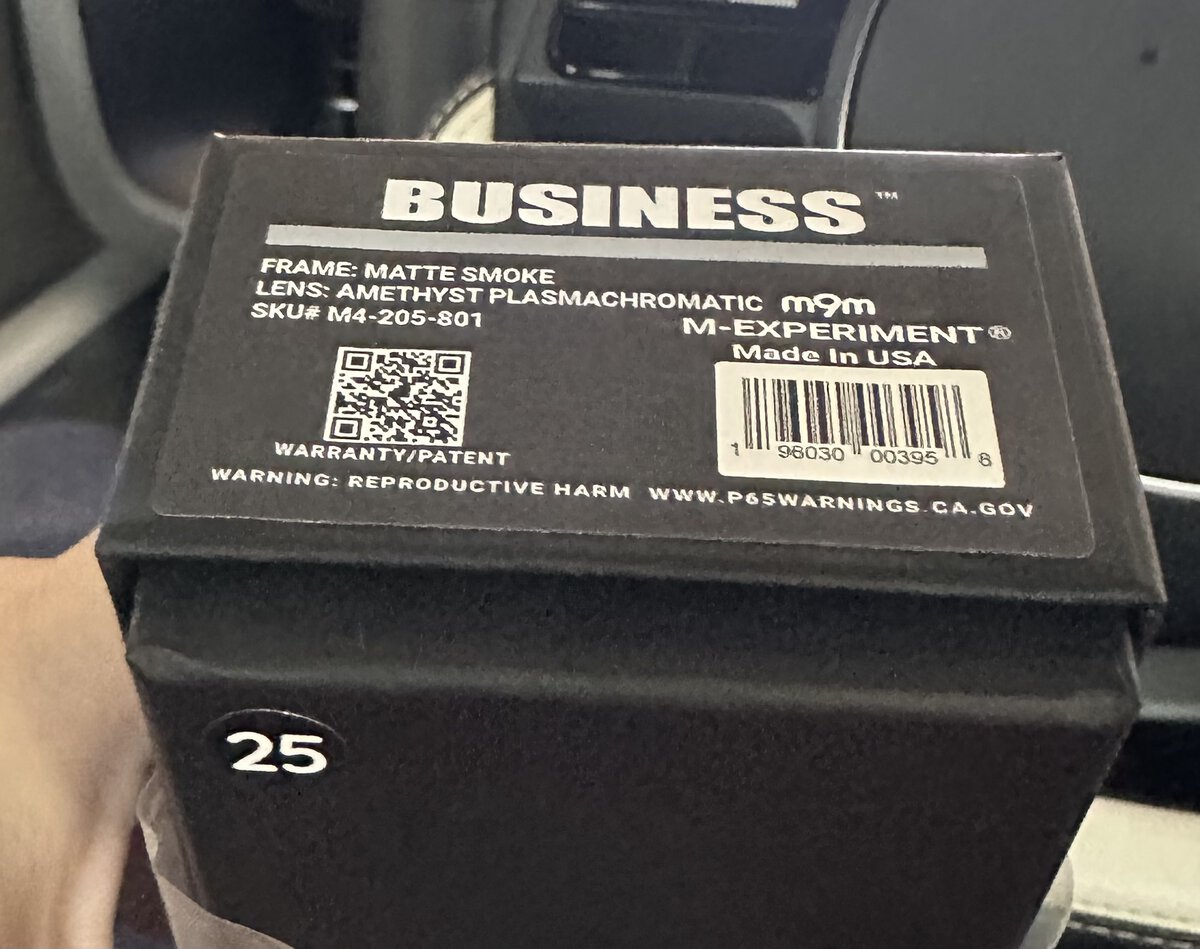 BUSINESS™
FRAME: MATTE SMOKE
LENS: AMETHYST PLASMACHROMATIC
SKU# M4-205-801
m9m
M-EXPERIMENT®
Made In USA
1 98030 00395 8
WARRANTY/PATENT
WARNING: REPRODUCTIVE HARM WWW.P65WARNINGS.CA.GOV
25